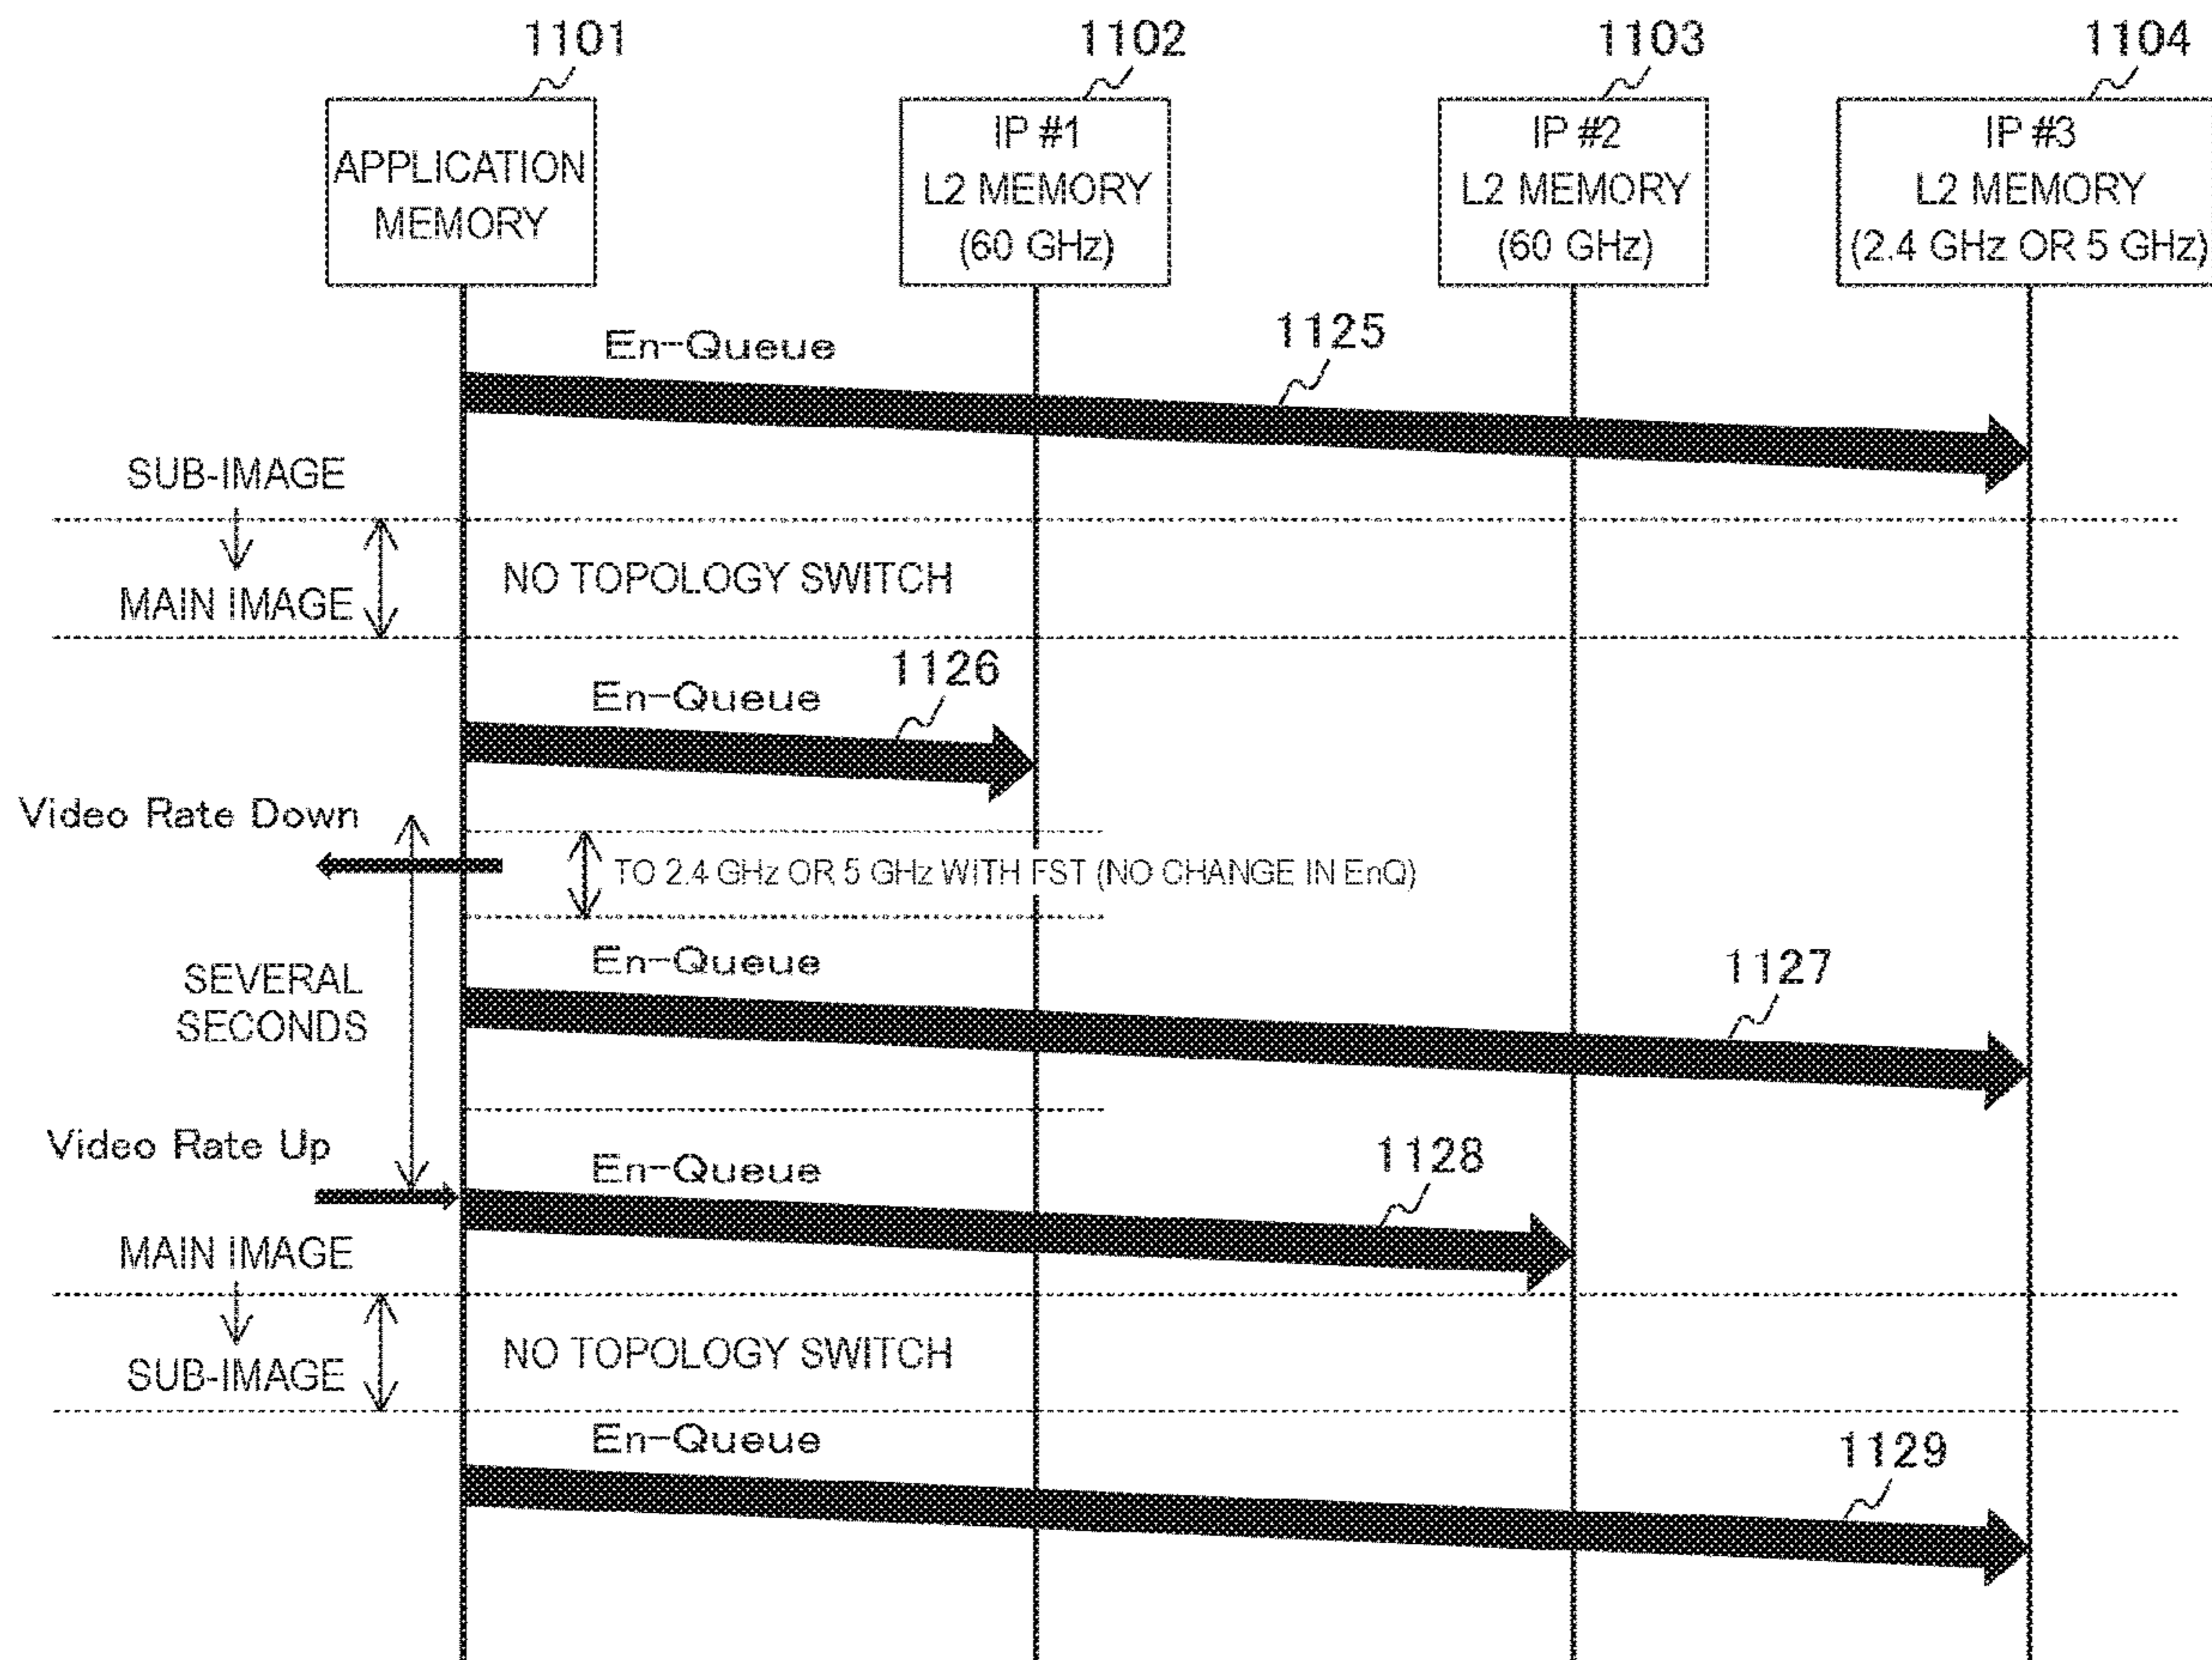 1101
1102
1103
1104
APPLICATION
MEMORY
IP #1
L2 MEMORY
(60 GHz)
IP #2
L2 MEMORY
(60 GHz)
IP #3
L2 MEMORY
(2.4 GHz OR 5 GHz)
En-Queue
1125
SUB-IMAGE
MAIN IMAGE
NO TOPOLOGY SWITCH
En-Queue
1126
Video Rate Down
TO 2.4 GHz OR 5 GHz WITH FST (NO CHANGE IN EnQ)
En-Queue
1127
SEVERAL
SECONDS
Video Rate Up
En-Queue
1128
MAIN IMAGE
SUB-IMAGE
NO TOPOLOGY SWITCH
En-Queue
1129